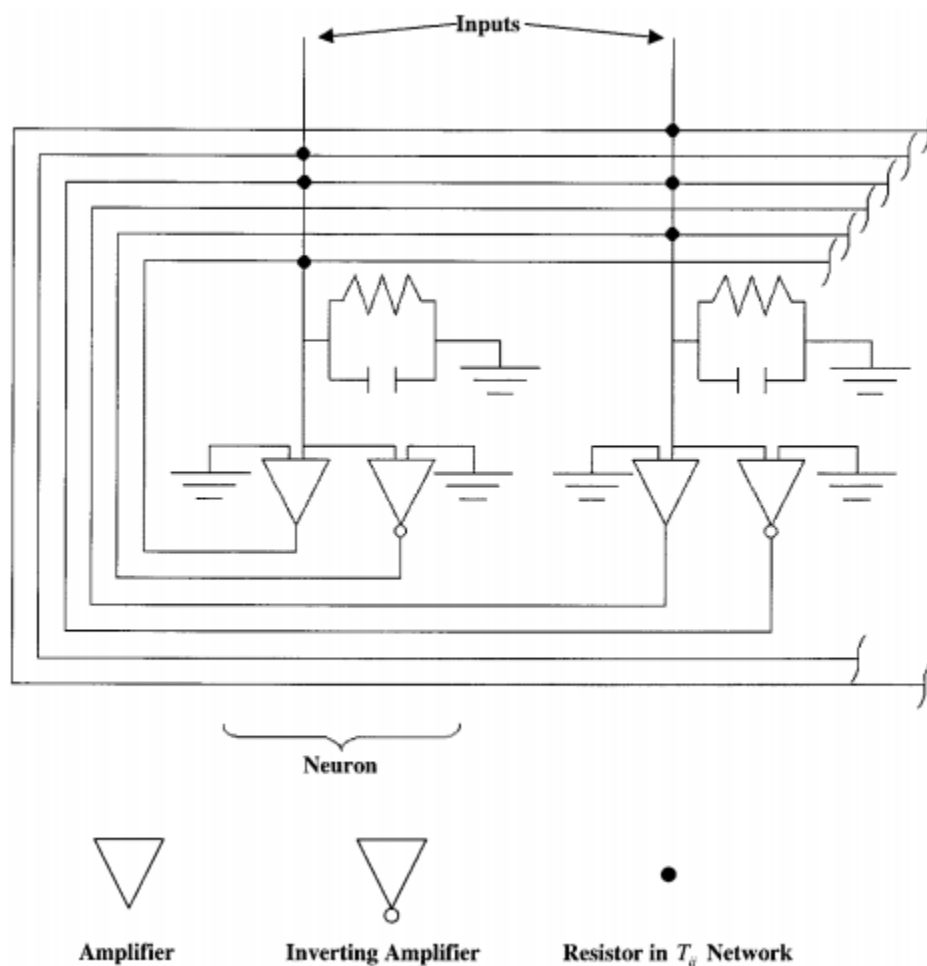 Inputs
Neuron
Amplifier
Inverting Amplifier
Resistor in T_ij Network